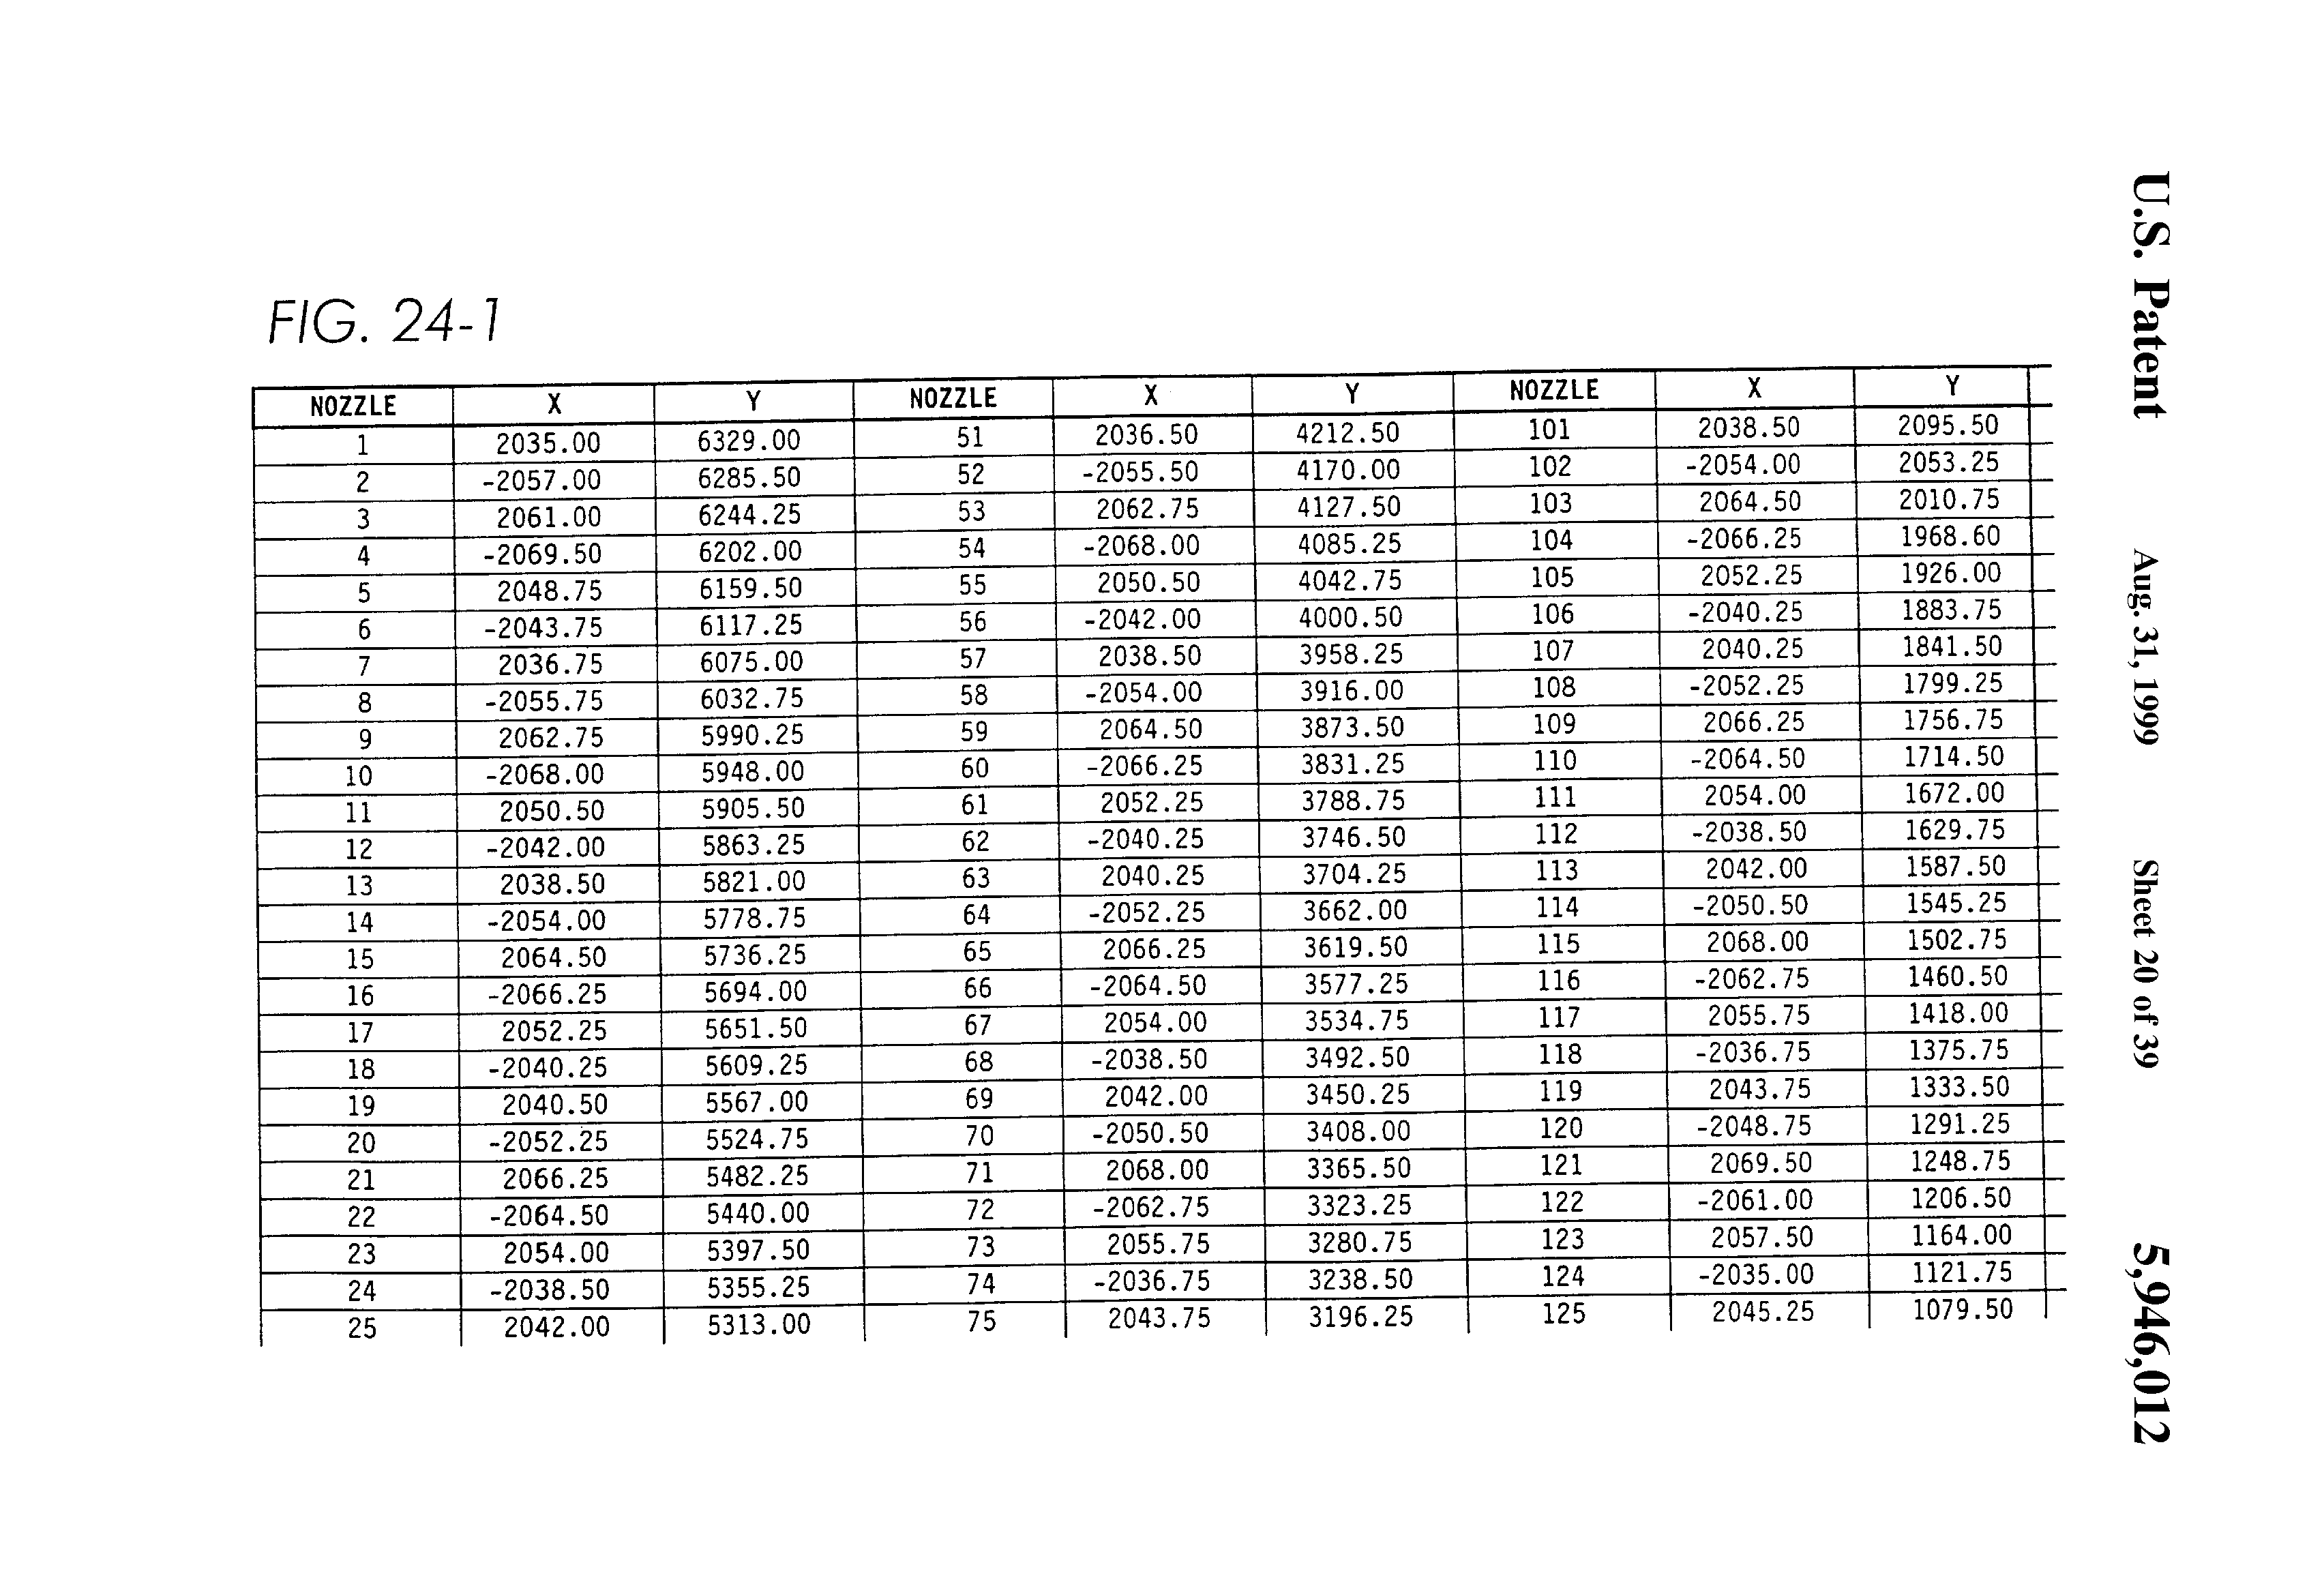 U.S. Patent Aug. 31, 1999 Sheet 20 of 39 5,946,012
FIG. 24-1
NOZZLE X Y NOZZLE X Y NOZZLE X Y
1 2035.00 6329.00 51 2036.50 4212.50 101 2038.50 2095.50
2 -2057.00 6285.50 52 -2055.50 4170.00 102 -2054.00 2053.25
3 2061.00 6244.25 53 2062.75 4127.50 103 2064.50 2010.75
4 -2069.50 6202.00 54 -2068.00 4085.25 104 -2066.25 1968.60
5 2048.75 6159.50 55 2050.50 4042.75 105 2052.25 1926.00
6 -2043.75 6117.25 56 -2042.00 4000.50 106 -2040.25 1883.75
7 2036.75 6075.00 57 2038.50 3958.25 107 2040.25 1841.50
8 -2055.75 6032.75 58 -2054.00 3916.00 108 -2052.25 1799.25
9 2062.75 5990.25 59 2064.50 3873.50 109 2066.25 1756.75
10 -2068.00 5948.00 60 -2066.25 3831.25 110 -2064.50 1714.50
11 2050.50 5905.50 61 2052.25 3788.75 111 2054.00 1672.00
12 -2042.00 5863.25 62 -2040.25 3746.50 112 -2038.50 1629.75
13 2038.50 5821.00 63 2040.25 3704.25 113 2042.00 1587.50
14 -2054.00 5778.75 64 -2052.25 3662.00 114 -2050.50 1545.25
15 2064.50 5736.25 65 2066.25 3619.50 115 2068.00 1502.75
16 -2066.25 5694.00 66 -2064.50 3577.25 116 -2062.75 1460.50
17 2052.25 5651.50 67 2054.00 3534.75 117 2055.75 1418.00
18 -2040.25 5609.25 68 -2038.50 3492.50 118 -2036.75 1375.75
19 2040.50 5567.00 69 2042.00 3450.25 119 2043.75 1333.50
20 -2052.25 5524.75 70 -2050.50 3408.00 120 -2048.75 1291.25
21 2066.25 5482.25 71 2068.00 3365.50 121 2069.50 1248.75
22 -2064.50 5440.00 72 -2062.75 3323.25 122 -2061.00 1206.50
23 2054.00 5397.50 73 2055.75 3280.75 123 2057.50 1164.00
24 -2038.50 5355.25 74 -2036.75 3238.50 124 -2035.00 1121.75
25 2042.00 5313.00 75 2043.75 3196.25 125 2045.25 1079.50